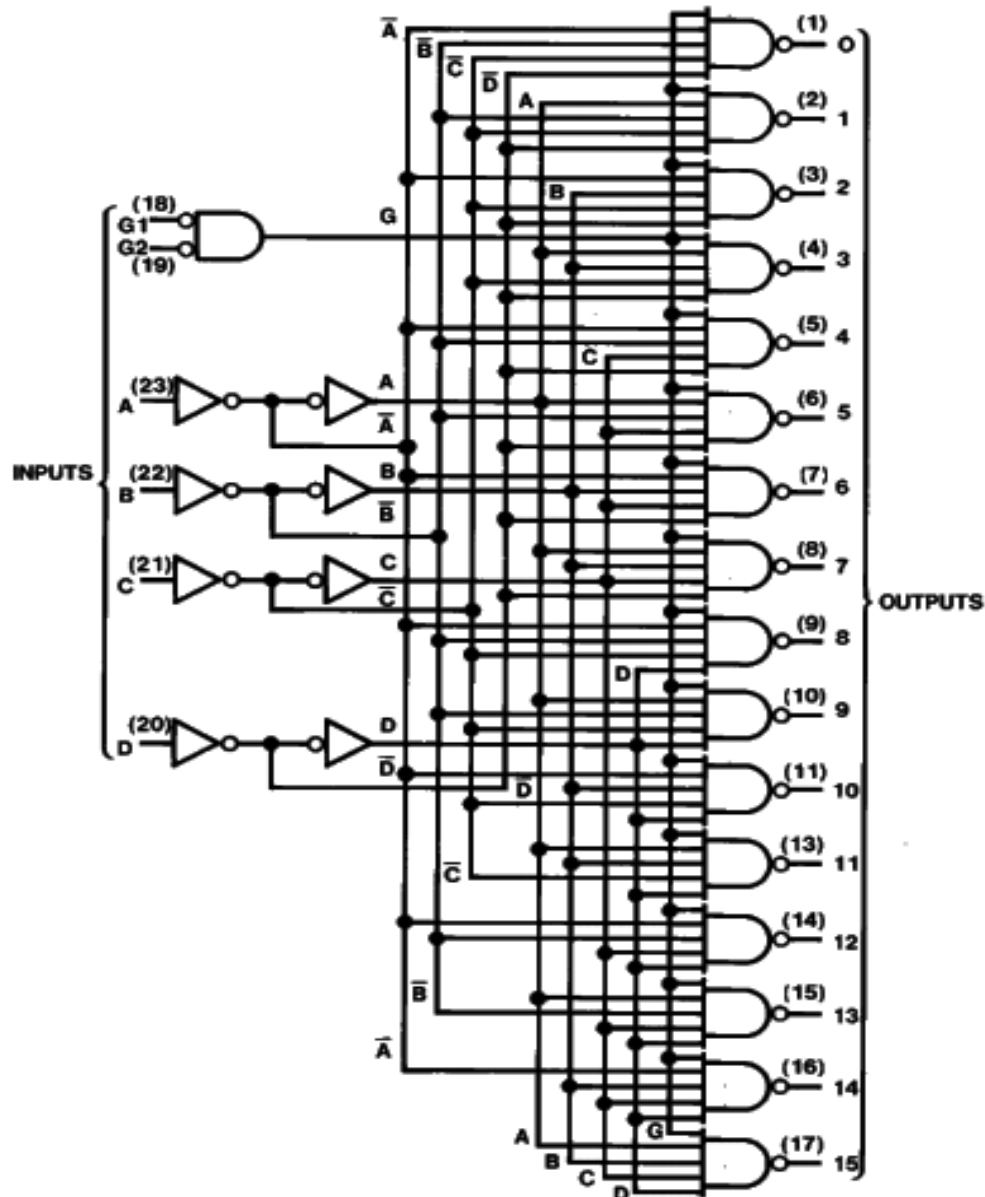 A̅
B̅
C̅
D̅
(1)
0
A
(2)
1
B
(3)
2
(18)
G1
G2
(19)
G
(4)
3
(5)
4
C
(23)
A
A
A̅
(6)
5
INPUTS
(22)
B
B
B̅
(7)
6
(21)
C
C
C̅
(8)
7
OUTPUTS
(9)
8
D
(20)
D
D
D̅
(10)
9
D̅
(11)
10
C̅
(13)
11
(14)
12
B̅
(15)
13
A̅
(16)
14
G
A
B
C
D
(17)
15